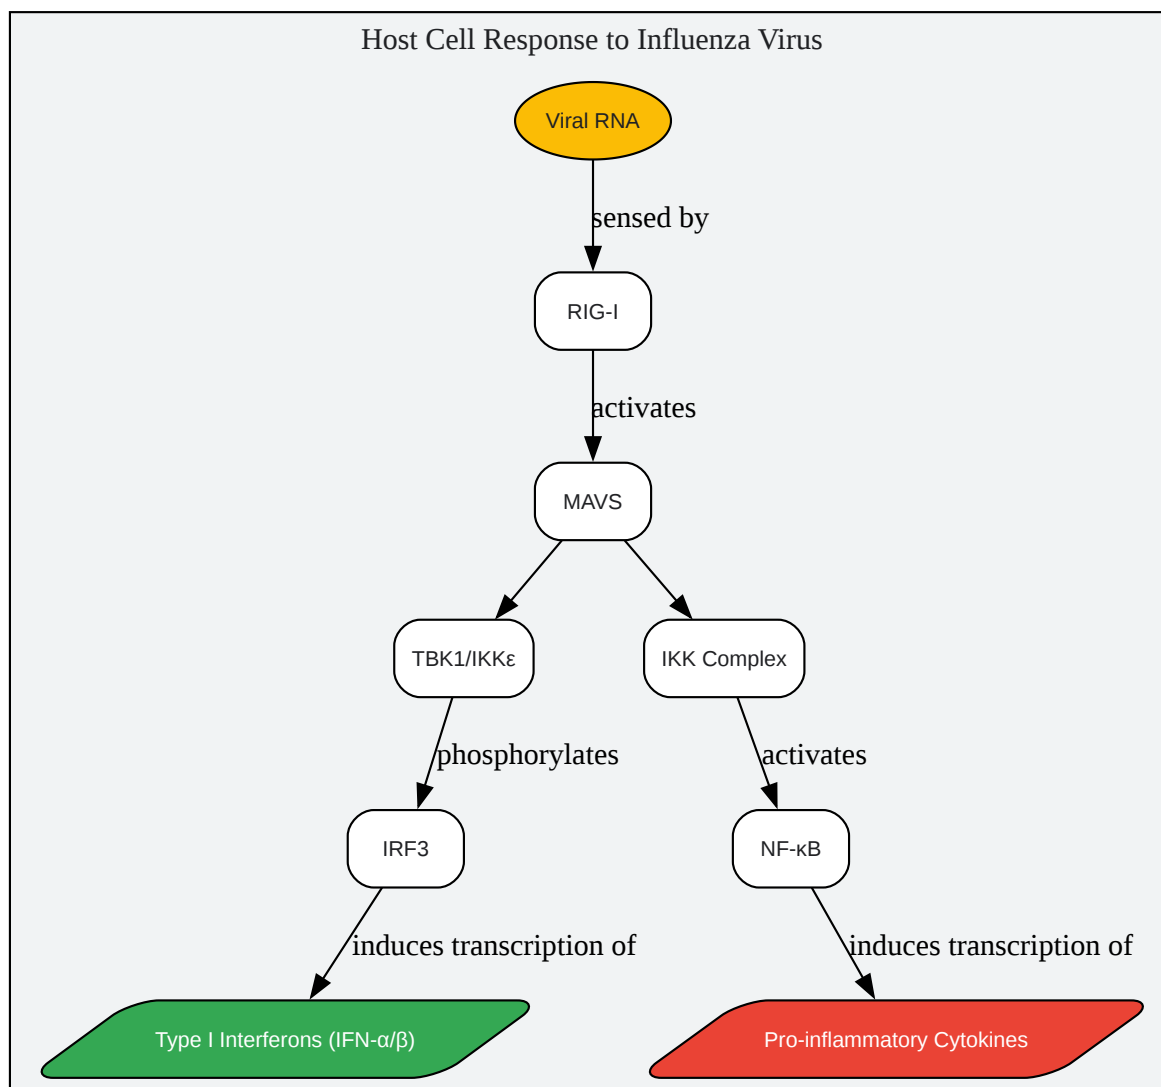 Host Cell Response to Influenza Virus
Viral RNA
sensed by
RIG-I
activates
MAVS
TBK1/IKKε
IKK Complex
phosphorylates
activates
IRF3
NF-κB
induces transcription of
induces transcription of
Type I Interferons (IFN-α/β)
Pro-inflammatory Cytokines